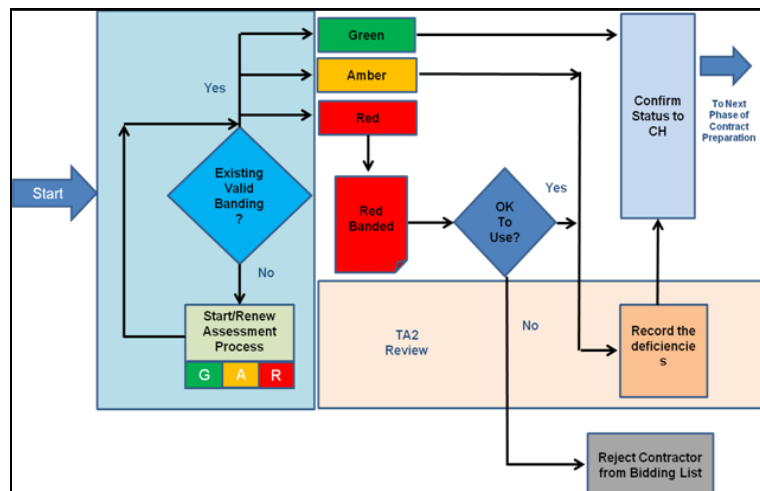 Green
Yes
Amber
Red
Confirm
Status to
CH
To Next
Phase of
Contract
Preparation
Start
Existing
Valid
Banding
?
Red
Banded
OK
To
Use?
Yes
No
Start/Renew
Assessment
Process
G A R
TA2
Review
No
Record the
deficiencie
s
Reject Contractor
from Bidding List